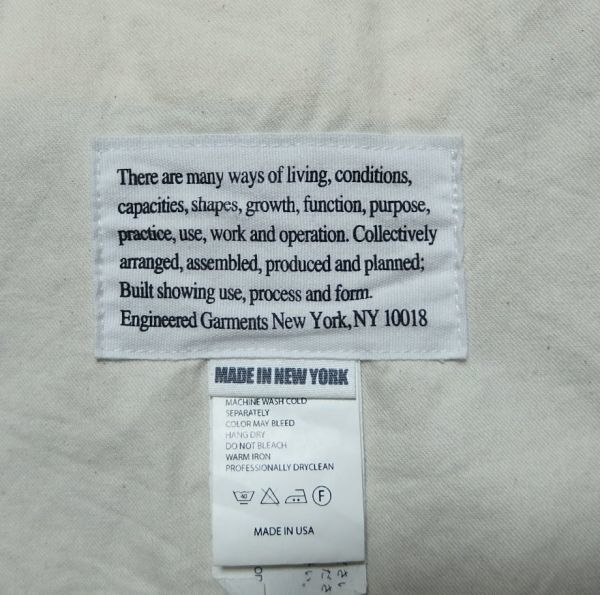 There are many ways of living, conditions,
capacities, shapes, growth, function, purpose,
practice, use, work and operation. Collectively
arranged, assembled, produced and planned;
Built showing use, process and form.
Engineered Garments New York, NY 10018
MADE IN NEW YORK
MACHINE WASH COLD
SEPARATELY
COLOR MAY BLEED
HANG DRY
DO NOT BLEACH
WARM IRON
PROFESSIONALLY DRYCLEAN
40 F
MADE IN USA